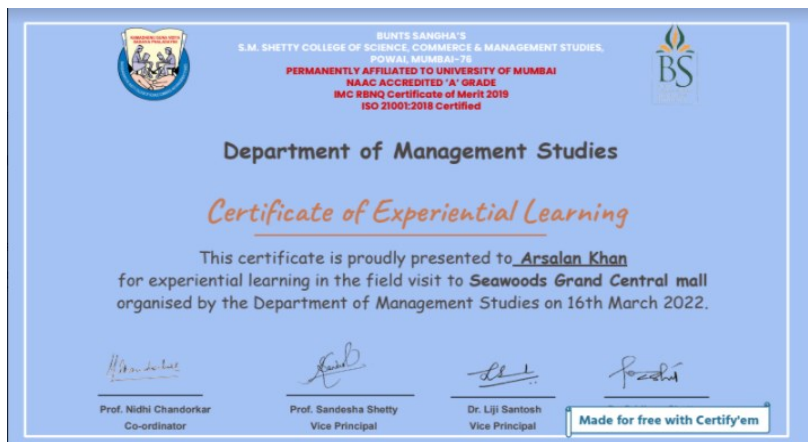 BUNTS SANGHA'S
S.M. SHETTY COLLEGE OF SCIENCE, COMMERCE & MANAGEMENT STUDIES,
POWAI, MUMBAI-76
PERMANENTLY AFFILIATED TO UNIVERSITY OF MUMBAI
NAAC ACCREDITED 'A' GRADE
IMC RBNQ Certificate of Merit 2019
ISO 21001:2018 Certified
BS
Department of Management Studies
Certificate of Experiential Learning
This certificate is proudly presented to Arsalan Khan
for experiential learning in the field visit to Seawoods Grand Central mall
organised by the Department of Management Studies on 16th March 2022.
Prof. Nidhi Chandorkar
Co-ordinator
Prof. Sandesha Shetty
Vice Principal
Dr. Liji Santosh
Vice Principal
Made for free with Certify'em